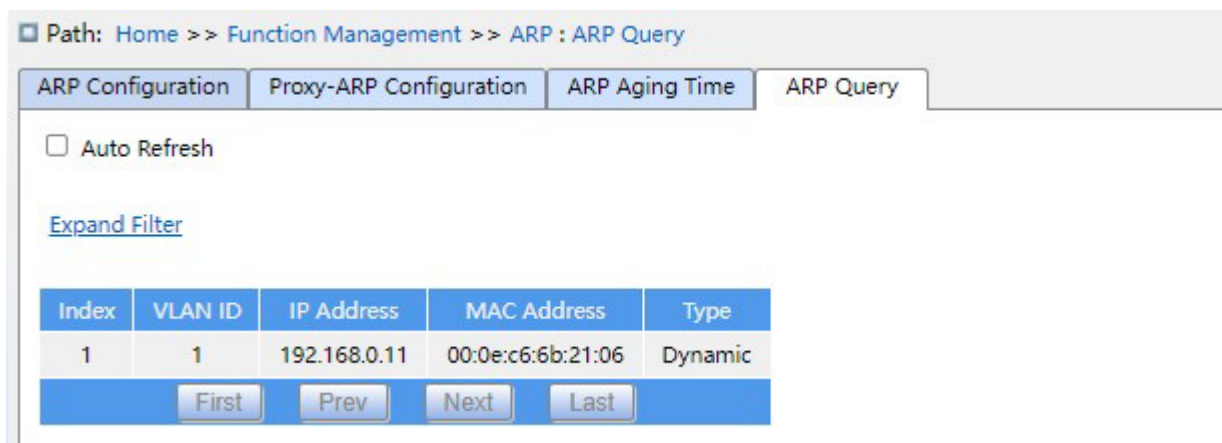 Path: Home >> Function Management >> ARP : ARP Query
ARP Configuration Proxy-ARP Configuration ARP Aging Time ARP Query
Auto Refresh
Expand Filter
Index VLAN ID IP Address MAC Address Type
1 1 192.168.0.11 00:0e:c6:6b:21:06 Dynamic
First Prev Next Last